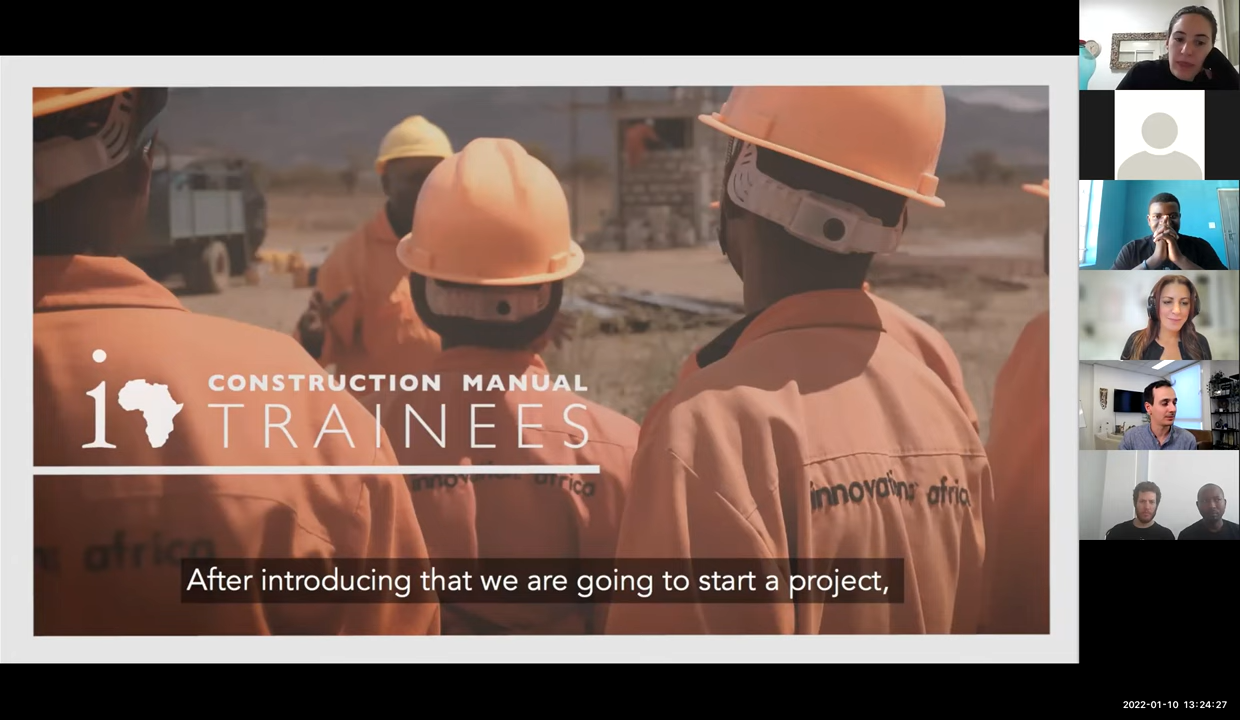 i
CONSTRUCTION MANUAL
TRAINEES
innovation: africa
innovation: africa
: africa
After introducing that we are going to start a project,
2022-01-10 13:24:27